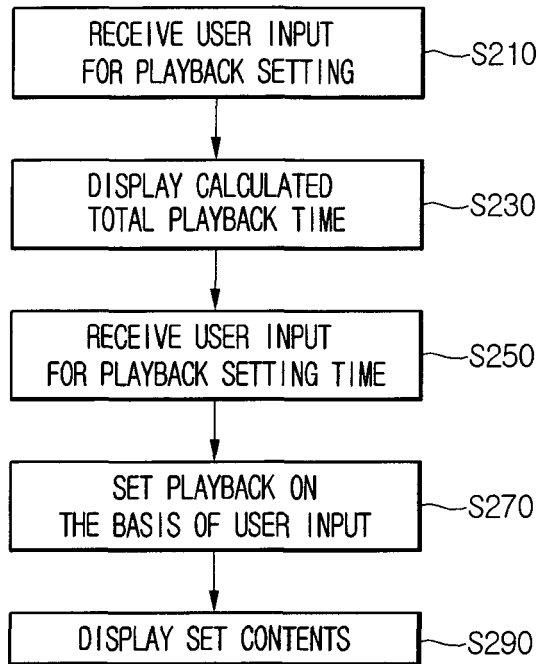 RECEIVE USER INPUT
FOR PLAYBACK SETTING
S210
DISPLAY CALCULATED
TOTAL PLAYBACK TIME
S230
RECEIVE USER INPUT
FOR PLAYBACK SETTING TIME
S250
SET PLAYBACK ON
THE BASIS OF USER INPUT
S270
DISPLAY SET CONTENTS
S290